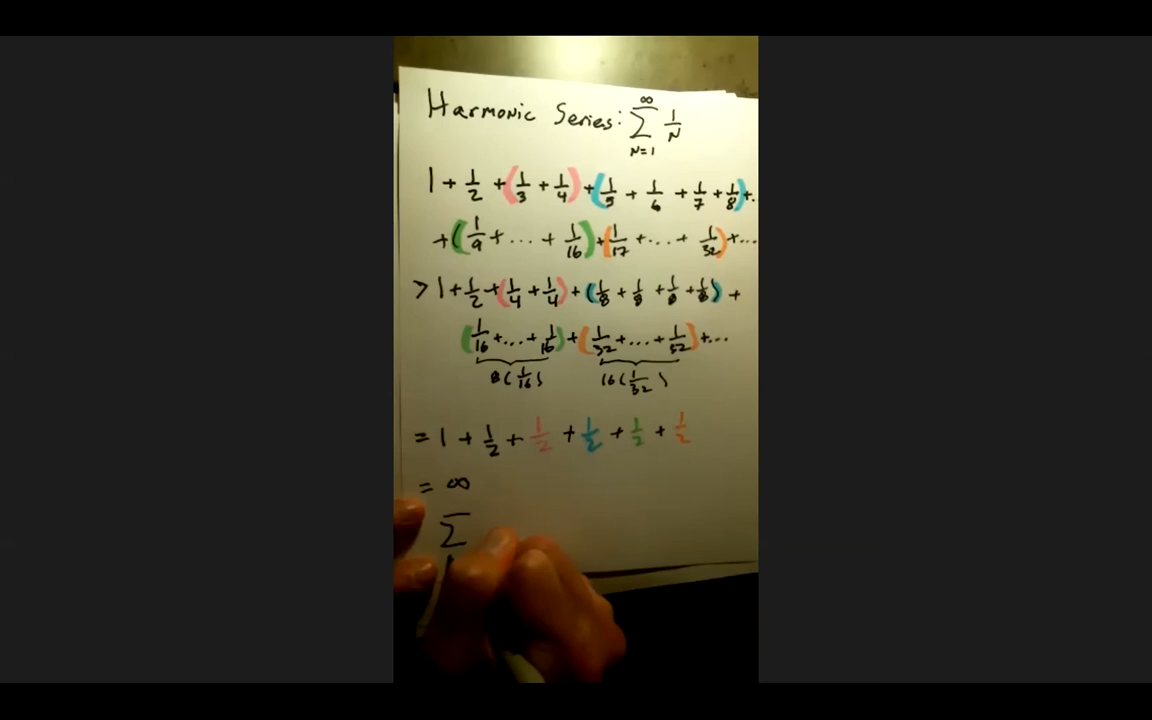 Harmonic Series: ∞ ∑ N=1 1/N
1 + 1/2 + (1/3 + 1/4) + (1/5 + 1/6 + 1/7 + 1/8) + ..
+ (1/9 + ... + 1/16) + (1/17 + ... + 1/32) + ...
> 1 + 1/2 + (1/4 + 1/4) + (1/8 + 1/8 + 1/8 + 1/8) +
(1/16 + ... + 1/16) + (1/32 + ... + 1/32) + ...
8(1/16) 16(1/32)
= 1 + 1/2 + 1/2 + 1/2 + 1/2 + 1/2
= ∞
∑